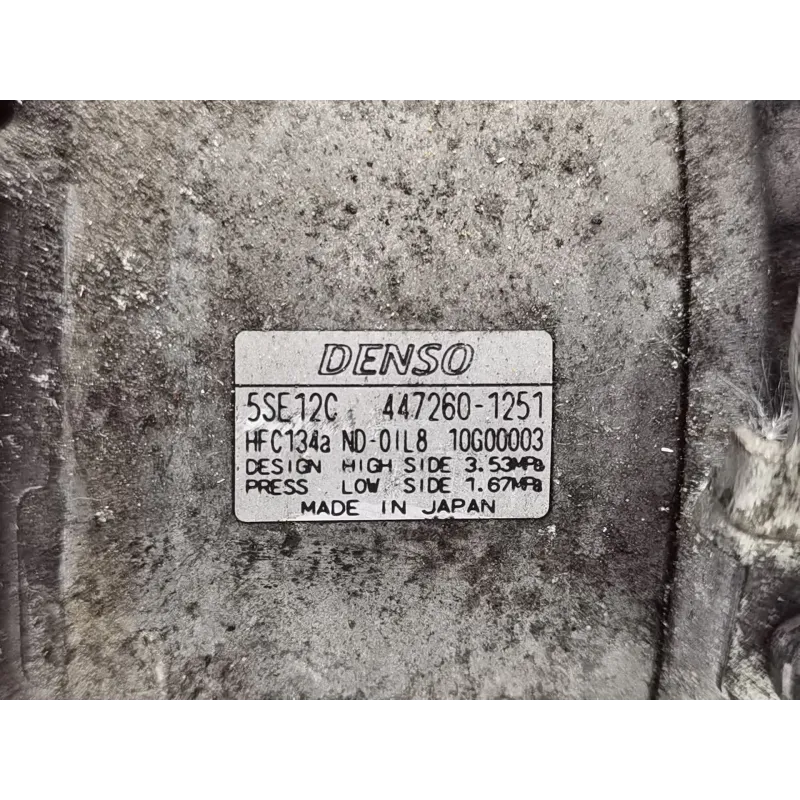 DENSO
5SE12C 447260-1251
HFC134a ND-OIL8 10G00003
DESIGN HIGH SIDE 3.53MPa
PRESS LOW SIDE 1.67MPa
MADE IN JAPAN